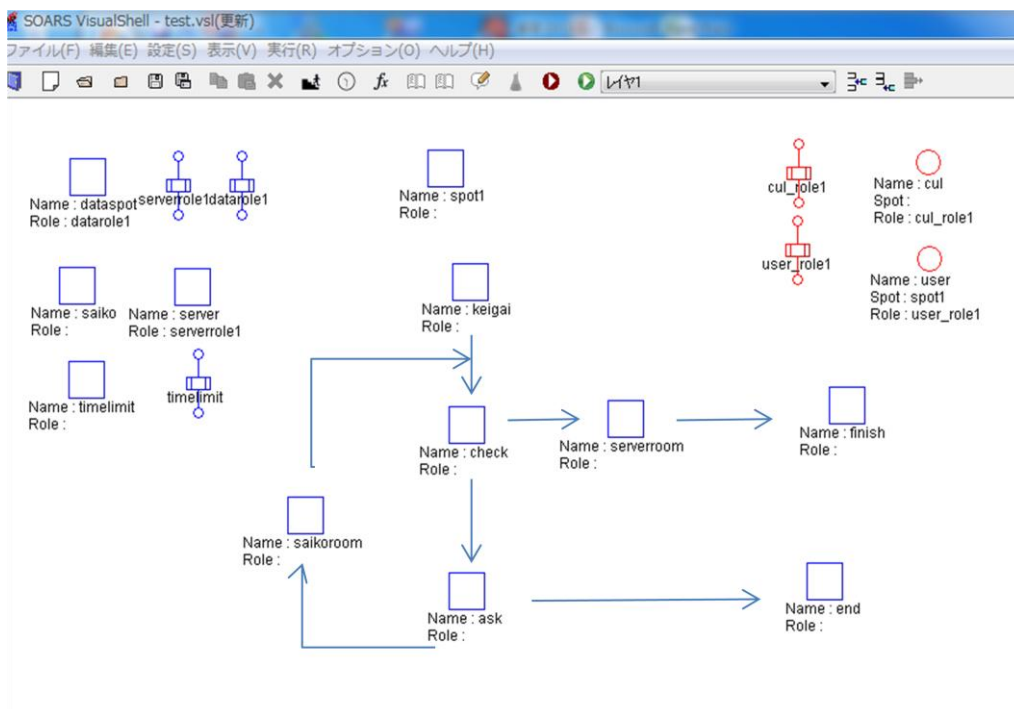 SOARS VisualShell - test.vsl(更新)
ファイル(F) 編集(E) 設定(S) 表示(V) 実行(R) オプション(O) ヘルプ(H)
fx
レイヤ1
Name : dataspot
Role : datarole1
serverrole1
datarole1
Name : spot1
Role :
cul_role1
Name : cul
Spot :
Role : cul_role1
user_role1
Name : user
Spot : spot1
Role : user_role1
Name : saiko
Role :
Name : server
Role : serverrole1
Name : keigai
Role :
Name : timelimit
Role :
timelimit
Name : check
Role :
Name : serverroom
Role :
Name : finish
Role :
Name : saikoroom
Role :
Name : ask
Role :
Name : end
Role :